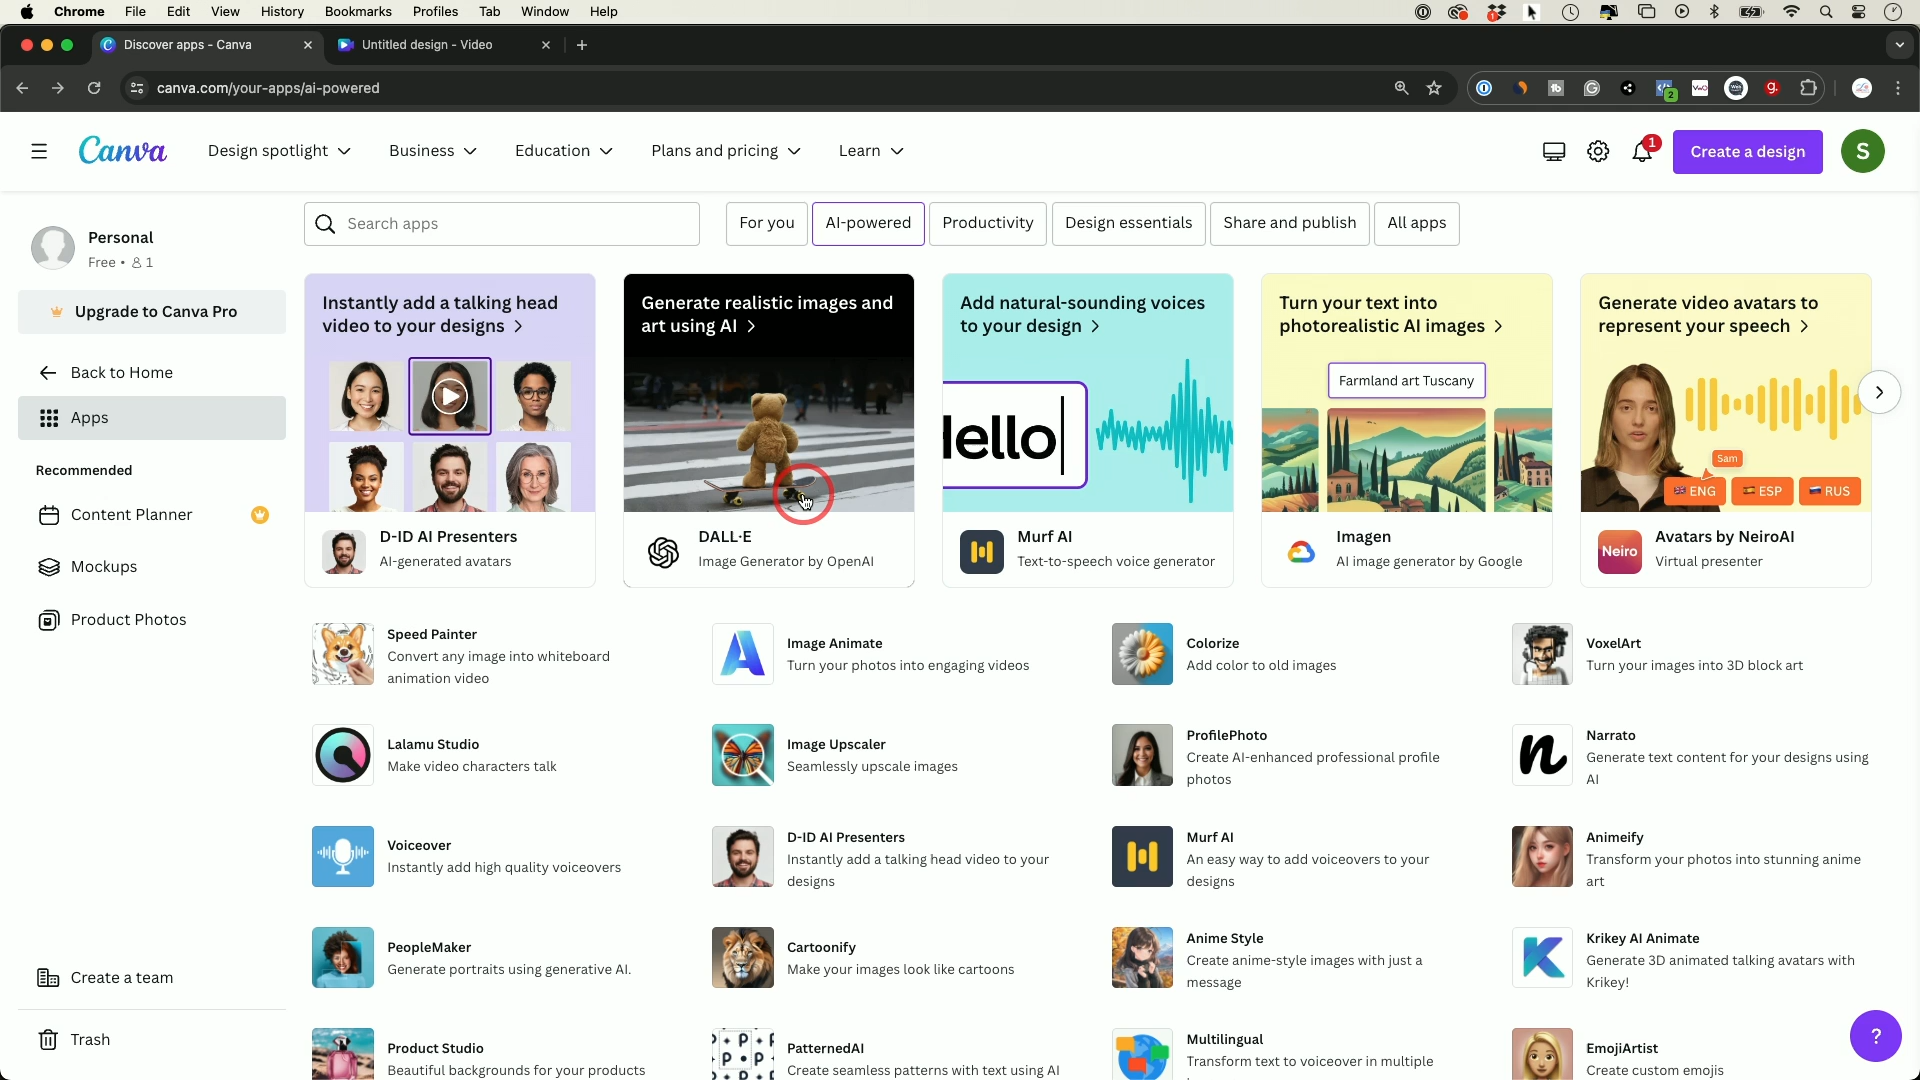 Chrome File Edit View History Bookmarks Profiles Tab Window Help
Discover apps - Canva
Untitled design - Video
canva.com/your-apps/ai-powered
Canva
Design spotlight
Business
Education
Plans and pricing
Learn
1
Create a design
S
Personal
Free • 1
Upgrade to Canva Pro
Back to Home
Apps
Recommended
Content Planner
Mockups
Product Photos
Create a team
Trash
Search apps
For you
AI-powered
Productivity
Design essentials
Share and publish
All apps
Instantly add a talking head
video to your designs
D-ID AI Presenters
AI-generated avatars
Generate realistic images and
art using AI
DALL·E
Image Generator by OpenAI
Add natural-sounding voices
to your design
Hello
Murf AI
Text-to-speech voice generator
Turn your text into
photorealistic AI images
Farmland art Tuscany
Imagen
AI image generator by Google
Generate video avatars to
represent your speech
Sam
ENG
ESP
RUS
Neiro
Avatars by NeiroAI
Virtual presenter
Speed Painter
Convert any image into whiteboard
animation video
Image Animate
Turn your photos into engaging videos
Colorize
Add color to old images
VoxelArt
Turn your images into 3D block art
Lalamu Studio
Make video characters talk
Image Upscaler
Seamlessly upscale images
ProfilePhoto
Create AI-enhanced professional profile
photos
n
Narrato
Generate text content for your designs using
AI
Voiceover
Instantly add high quality voiceovers
D-ID AI Presenters
Instantly add a talking head video to your
designs
Murf AI
An easy way to add voiceovers to your
designs
Animeify
Transform your photos into stunning anime
art
PeopleMaker
Generate portraits using generative AI.
Cartoonify
Make your images look like cartoons
Anime Style
Create anime-style images with just a
message
Krikey AI Animate
Generate 3D animated talking avatars with
Krikey!
Product Studio
Beautiful backgrounds for your products
PatternedAI
Create seamless patterns with text using AI
Multilingual
Transform text to voiceover in multiple
EmojiArtist
Create custom emojis
?